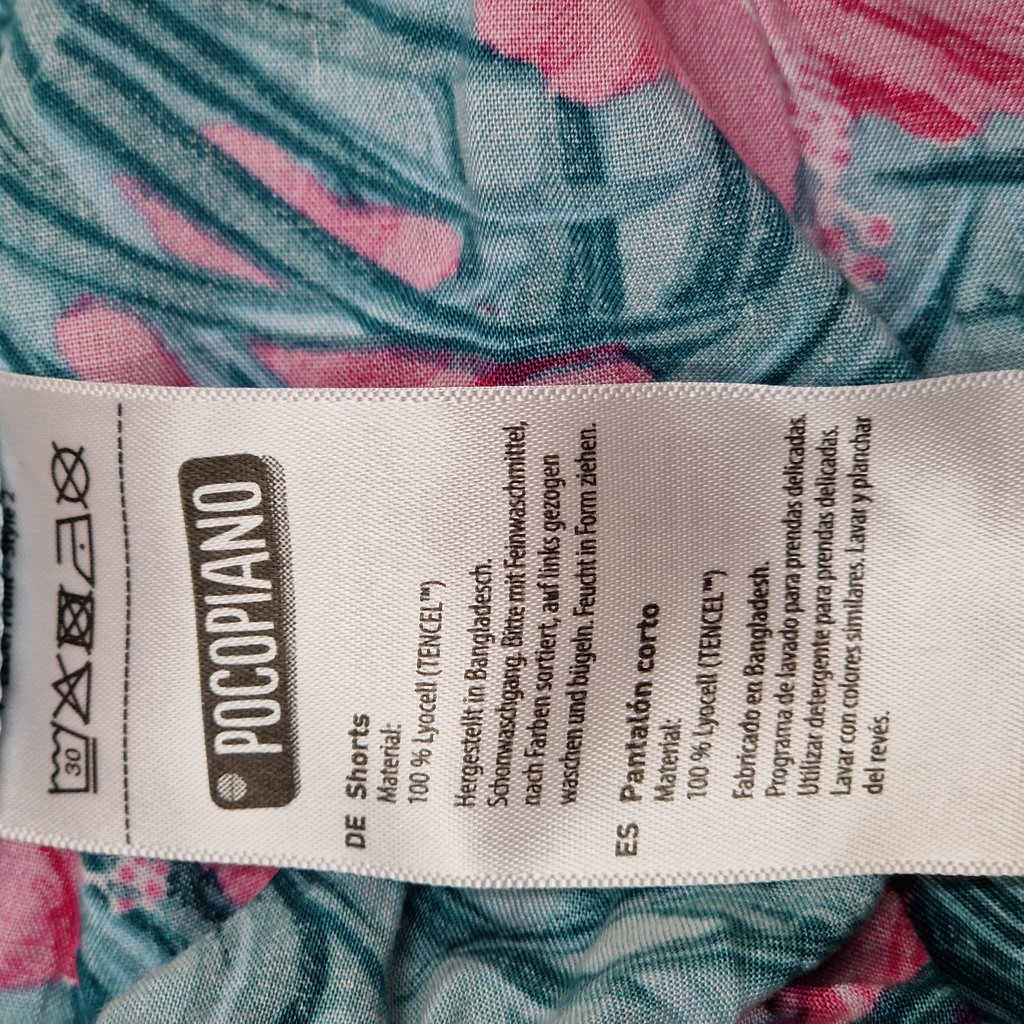 30
POCOPIANO
DE Shorts
Material:
100 % Lyocell (TENCEL™)
Hergestellt in Bangladesch.
Schonwaschgang. Bitte mit Feinwaschmittel,
nach Farben sortiert, auf links gezogen
waschen und bügeln. Feucht in Form ziehen.
ES Pantalón corto
Material:
100 % Lyocell (TENCEL™)
Fabricado en Bangladesh.
Programa de lavado para prendas delicadas.
Utilizar detergente para prendas delicadas.
Lavar con colores similares. Lavar y planchar
del revés.